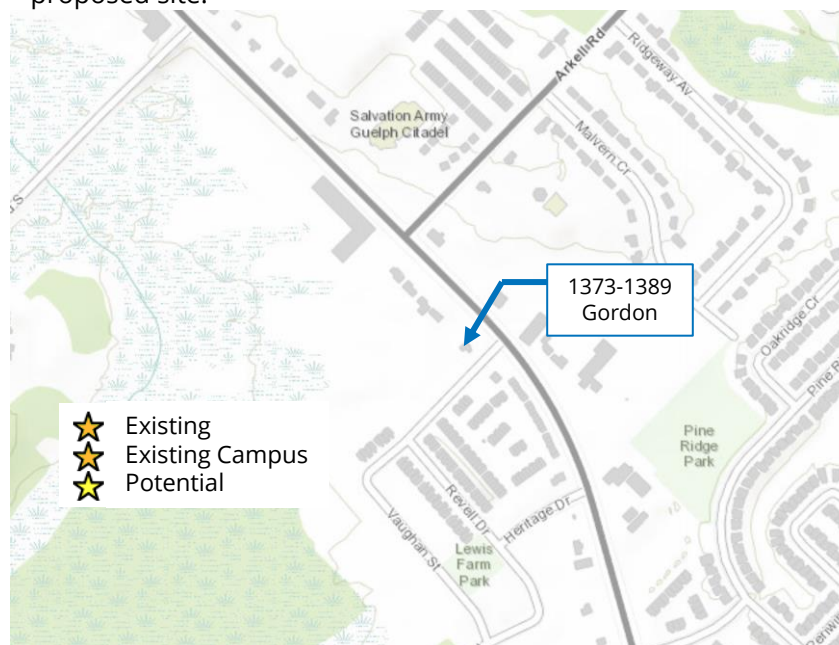 proposed site.
Arkell Rd
Ridgeway Av
Salvation Army
Guelph Citadel
Malvern Cr
1373-1389
Gordon
Oakridge Cr
Pine R
Existing
Existing Campus
Potential
Pine
Ridge
Park
Revell Dr
Heritage Dr
Vaughan St
Lewis
Farm
Park